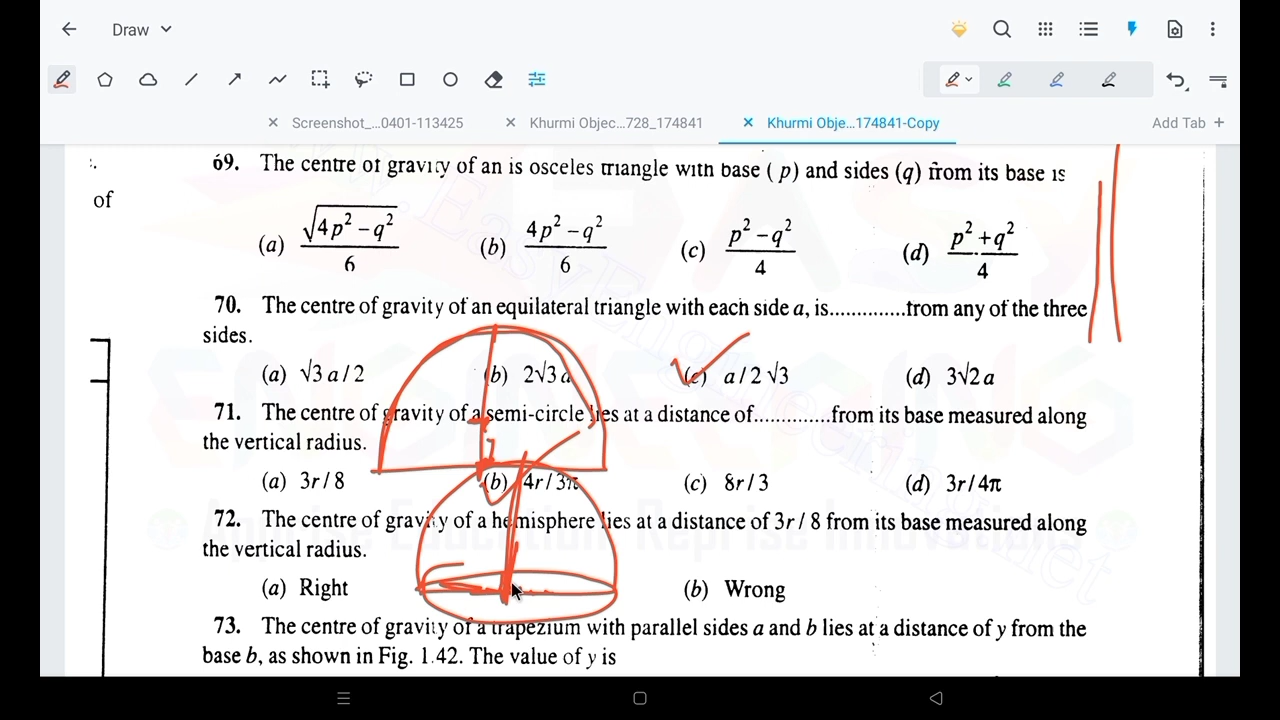 Draw
Screenshot_...0401-113425
Khurmi Objec...728_174841
Khurmi Obje...174841-Copy
Add Tab +
of
69. The centre of gravity of an is osceles triangle with base ( p) and sides (q) from its base is
(a) √4p² – q² / 6 (b) 4p² – q² / 6 (c) p² – q² / 4 (d) p² + q² / 4
70. The centre of gravity of an equilateral triangle with each side a, is..............from any of the three
sides.
(a) √3 a / 2 (b) 2√3 a (c) a / 2 √3 (d) 3√2 a
71. The centre of gravity of a semi-circle lies at a distance of.............from its base measured along
the vertical radius.
(a) 3r / 8 (b) 4r / 3π (c) 8r / 3 (d) 3r / 4π
72. The centre of gravity of a hemisphere lies at a distance of 3r / 8 from its base measured along
the vertical radius.
(a) Right (b) Wrong
73. The centre of gravity of a trapezium with parallel sides a and b lies at a distance of y from the
base b, as shown in Fig. 1.42. The value of y is